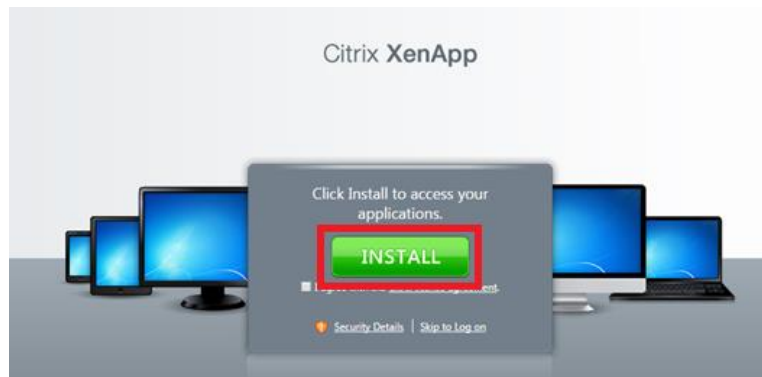 Citrix XenApp
Click Install to access your
applications.
INSTALL
Security Details | Skip to Log on